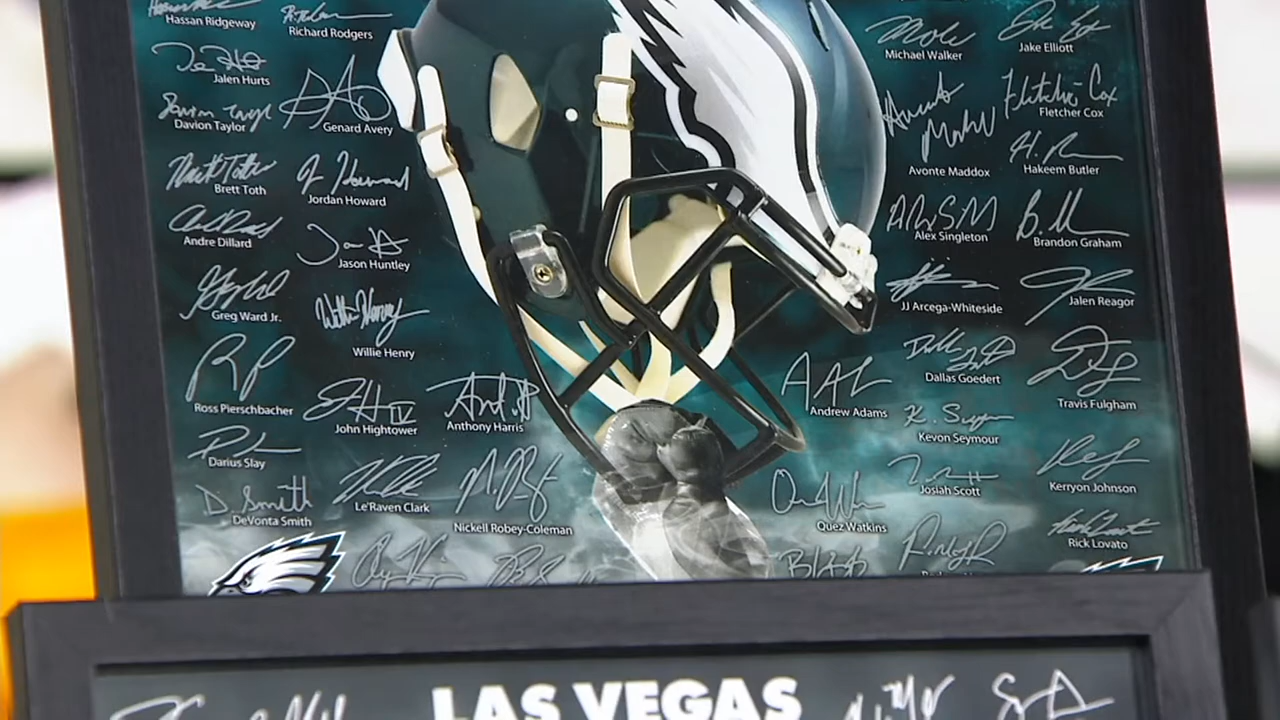 Hassan Ridgeway
Richard Rodgers
Michael Walker
Jake Elliott
Jalen Hurts
Davion Taylor
Genard Avery
Fletcher Cox
Brett Toth
Jordan Howard
Avonte Maddox
Hakeem Butler
Andre Dillard
Jason Huntley
Alex Singleton
Brandon Graham
Greg Ward Jr.
Willie Henry
JJ Arcega-Whiteside
Jalen Reagor
Ross Pierschbacher
John Hightower
Anthony Harris
Andrew Adams
Dallas Goedert
Travis Fulgham
Kevon Seymour
Darius Slay
DeVonta Smith
D. Smith
Le'Raven Clark
Nickell Robey-Coleman
Quez Watkins
Josiah Scott
Kerryon Johnson
Rick Lovato
LAS VEGAS